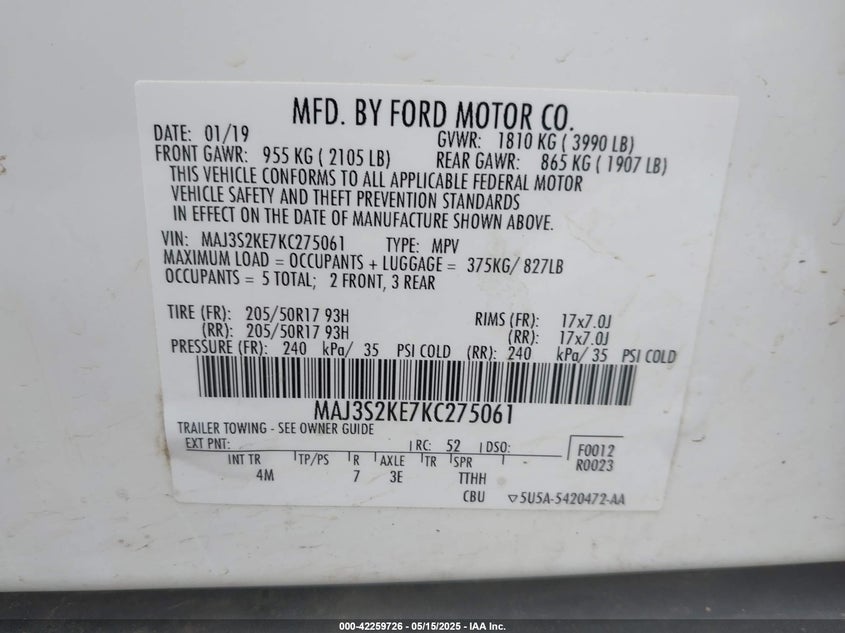 MFD. BY FORD MOTOR CO.
DATE: 01/19 GVWR: 1810 KG ( 3990 LB)
FRONT GAWR: 955 KG ( 2105 LB) REAR GAWR: 865 KG ( 1907 LB)
THIS VEHICLE CONFORMS TO ALL APPLICABLE FEDERAL MOTOR
VEHICLE SAFETY AND THEFT PREVENTION STANDARDS
IN EFFECT ON THE DATE OF MANUFACTURE SHOWN ABOVE.
VIN: MAJ3S2KE7KC275061 TYPE: MPV
MAXIMUM LOAD = OCCUPANTS + LUGGAGE = 375KG/ 827LB
OCCUPANTS = 5 TOTAL; 2 FRONT, 3 REAR
TIRE (FR): 205/50R17 93H RIMS (FR): 17x7.0J
(RR): 205/50R17 93H (RR): 17x7.0J
PRESSURE (FR): 240 kPa/ 35 PSI COLD (RR): 240 kPa/ 35 PSI COLD
MAJ3S2KE7KC275061
TRAILER TOWING - SEE OWNER GUIDE
EXT PNT: RC: 52 DSO: F0012
R0023
INT TR TP/PS R AXLE TR SPR
4M 7 3E TTHH
CBU 5U5A-5420472-AA
000-42259726 - 05/15/2025 - IAA Inc.